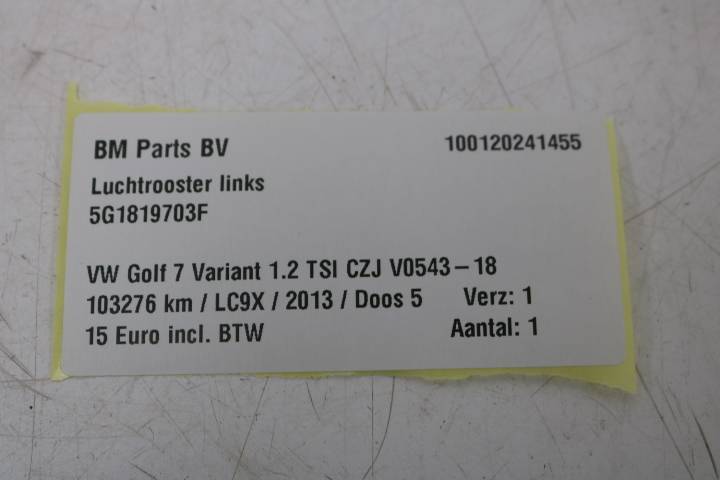 BM Parts BV 100120241455
Luchtrooster links
5G1819703F
VW Golf 7 Variant 1.2 TSI CZJ V0543-18
103276 km / LC9X / 2013 / Doos 5 Verz: 1
15 Euro incl. BTW Aantal: 1